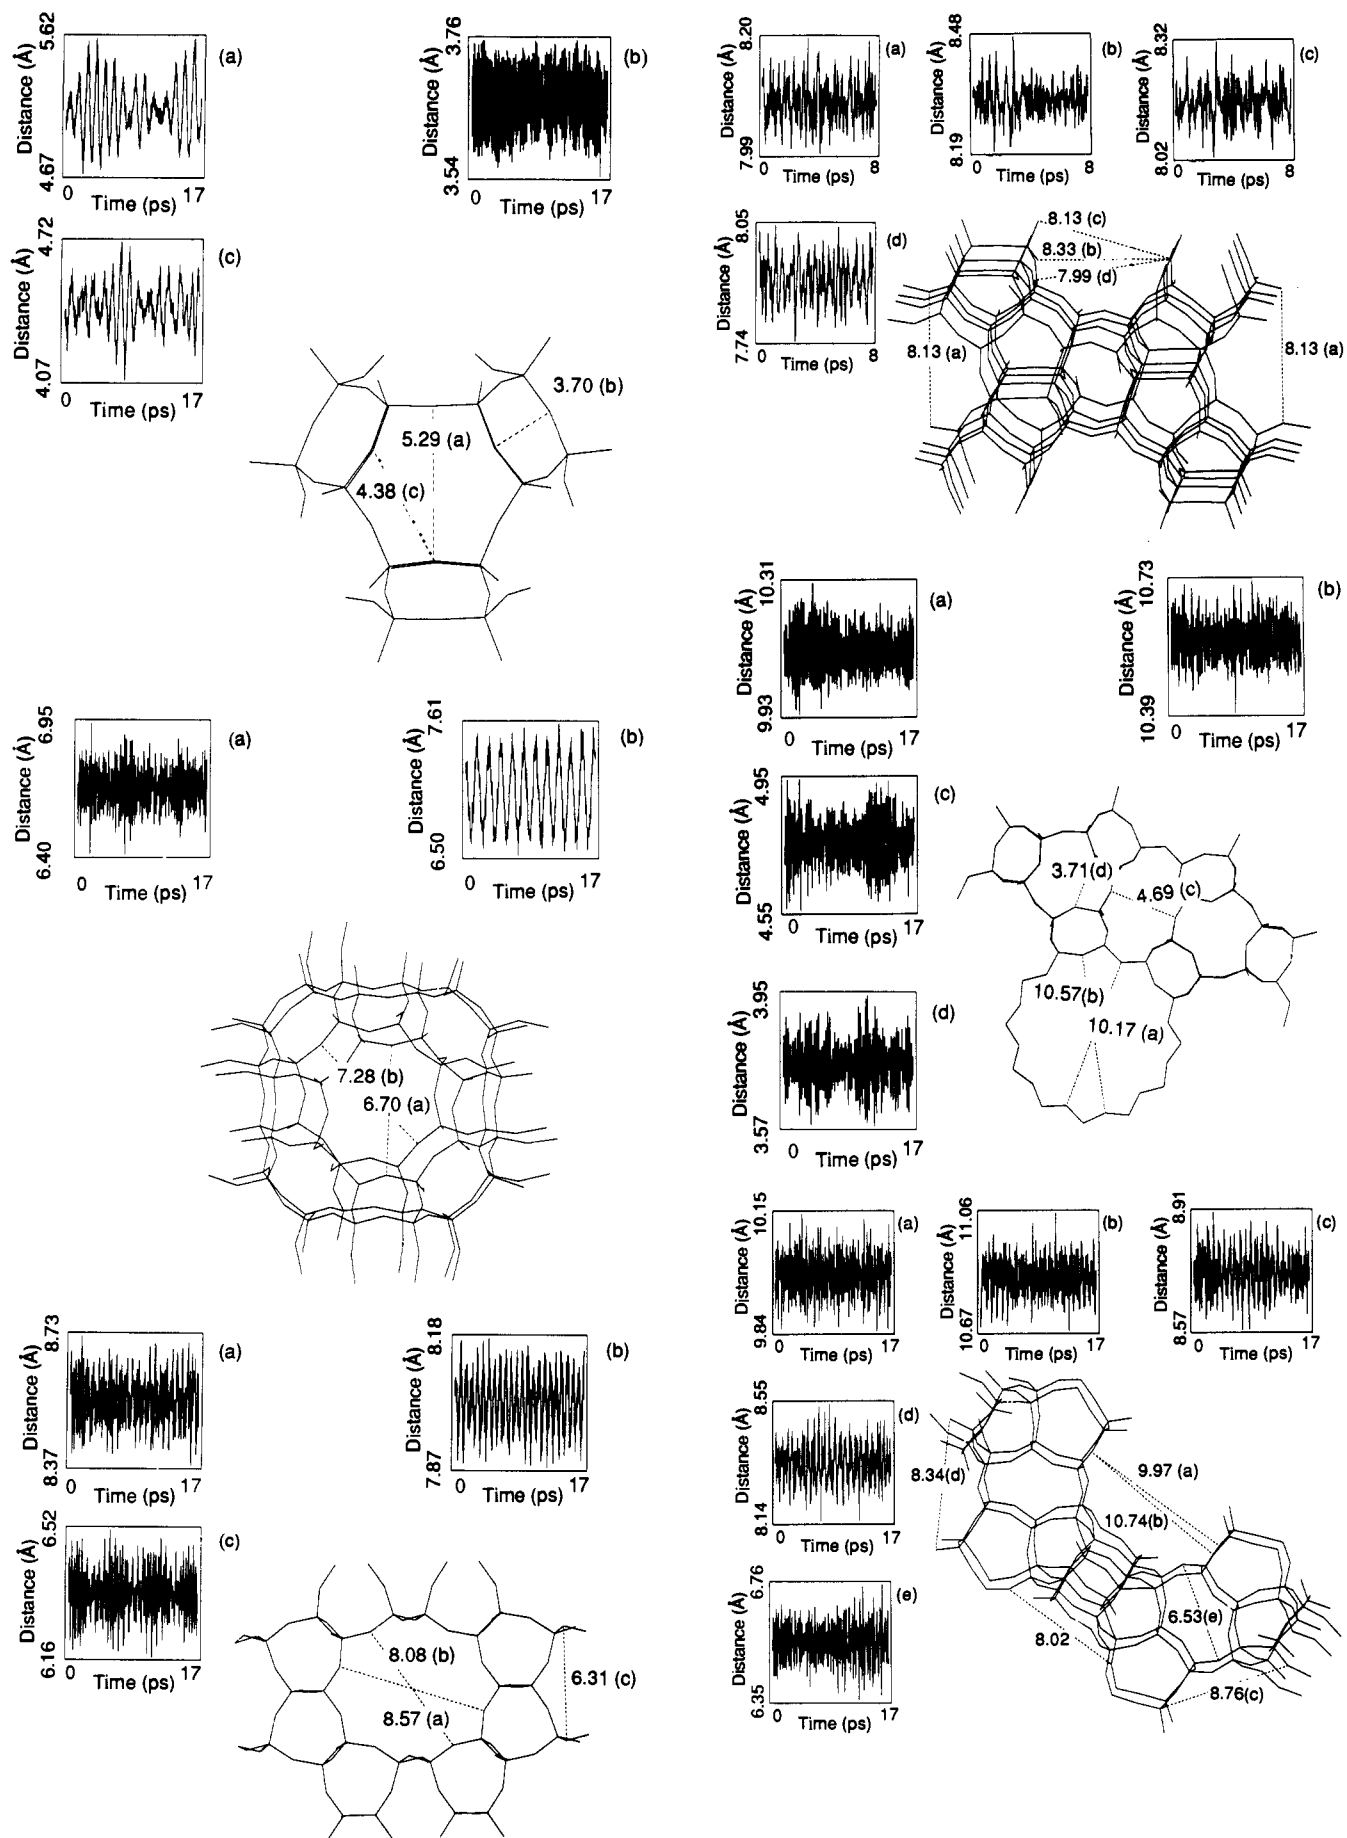 5.62
Distance (Å)
4.67
0
17
Time (ps)
(a)
3.76
Distance (Å)
3.54
0
17
Time (ps)
(b)
4.72
Distance (Å)
4.07
0
17
Time (ps)
(c)
3.70 (b)
5.29 (a)
4.38 (c)
6.95
Distance (Å)
6.40
0
17
Time (ps)
(a)
7.61
Distance (Å)
6.50
0
17
Time (ps)
(b)
7.28 (b)
6.70 (a)
8.73
Distance (Å)
8.37
0
17
Time (ps)
(a)
8.18
Distance (Å)
7.87
0
17
Time (ps)
(b)
6.52
Distance (Å)
6.16
0
17
Time (ps)
(c)
8.08 (b)
6.31 (c)
8.57 (a)
8.20
Distance (Å)
7.99
0
8
Time (ps)
(a)
8.48
Distance (Å)
8.19
0
8
Time (ps)
(b)
8.32
Distance (Å)
8.02
0
8
Time (ps)
(c)
8.05
Distance (Å)
7.74
0
8
Time (ps)
(d)
8.13 (c)
8.33 (b)
7.99 (d)
8.13 (a)
8.13 (a)
10.31
Distance (Å)
9.93
0
17
Time (ps)
(a)
10.73
Distance (Å)
10.39
0
17
Time (ps)
(b)
4.95
Distance (Å)
4.55
0
17
Time (ps)
(c)
3.95
Distance (Å)
3.57
0
17
Time (ps)
(d)
3.71(d)
4.69 (c)
10.57(b)
10.17 (a)
10.15
Distance (Å)
9.84
0
17
Time (ps)
(a)
11.06
Distance (Å)
10.67
0
17
Time (ps)
(b)
8.91
Distance (Å)
8.57
0
17
Time (ps)
(c)
8.55
Distance (Å)
8.14
0
17
Time (ps)
(d)
6.76
Distance (Å)
6.35
0
17
Time (ps)
(e)
8.34(d)
9.97 (a)
10.74(b)
6.53(e)
8.02
8.76(c)